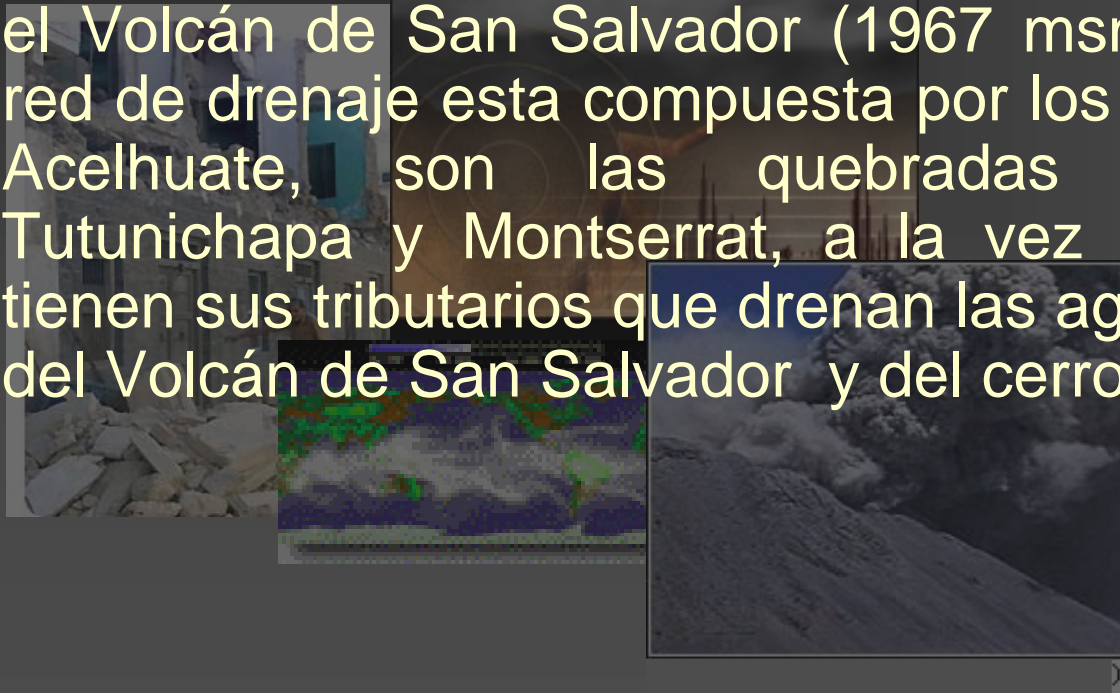 el Volcán de San Salvador (1967
red de drenaje esta compuesta por los
Acelhuate, son las quebradas
Tutunichapa y Montserrat, a la vez
tienen sus tributarios que drenan las
del Volcán de San Salvador y del cerro